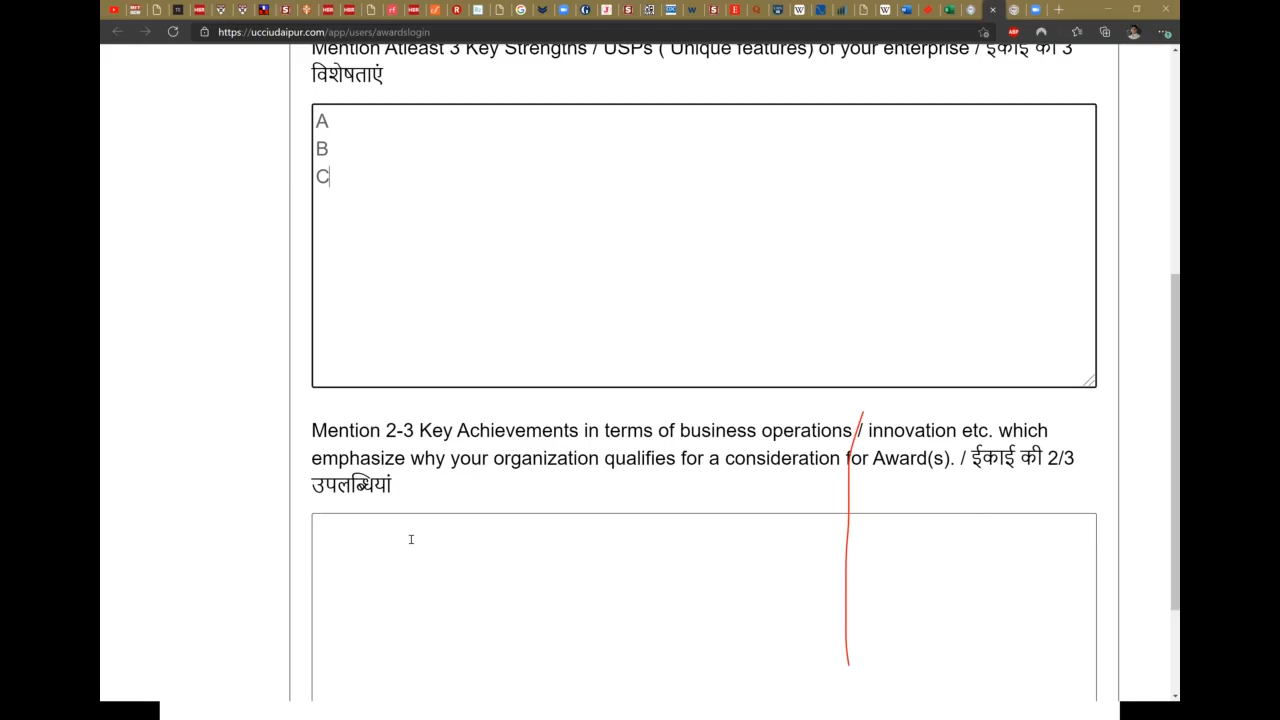 https://ucciudaipur.com/app/users/awardslogin
Mention Atleast 3 Key Strengths / USPs ( Unique features) of your enterprise / ईकाई की 3
विशेषताएं
A
B
C
Mention 2-3 Key Achievements in terms of business operations / innovation etc. which
emphasize why your organization qualifies for a consideration for Award(s). / ईकाई की 2/3
उपलब्धियां